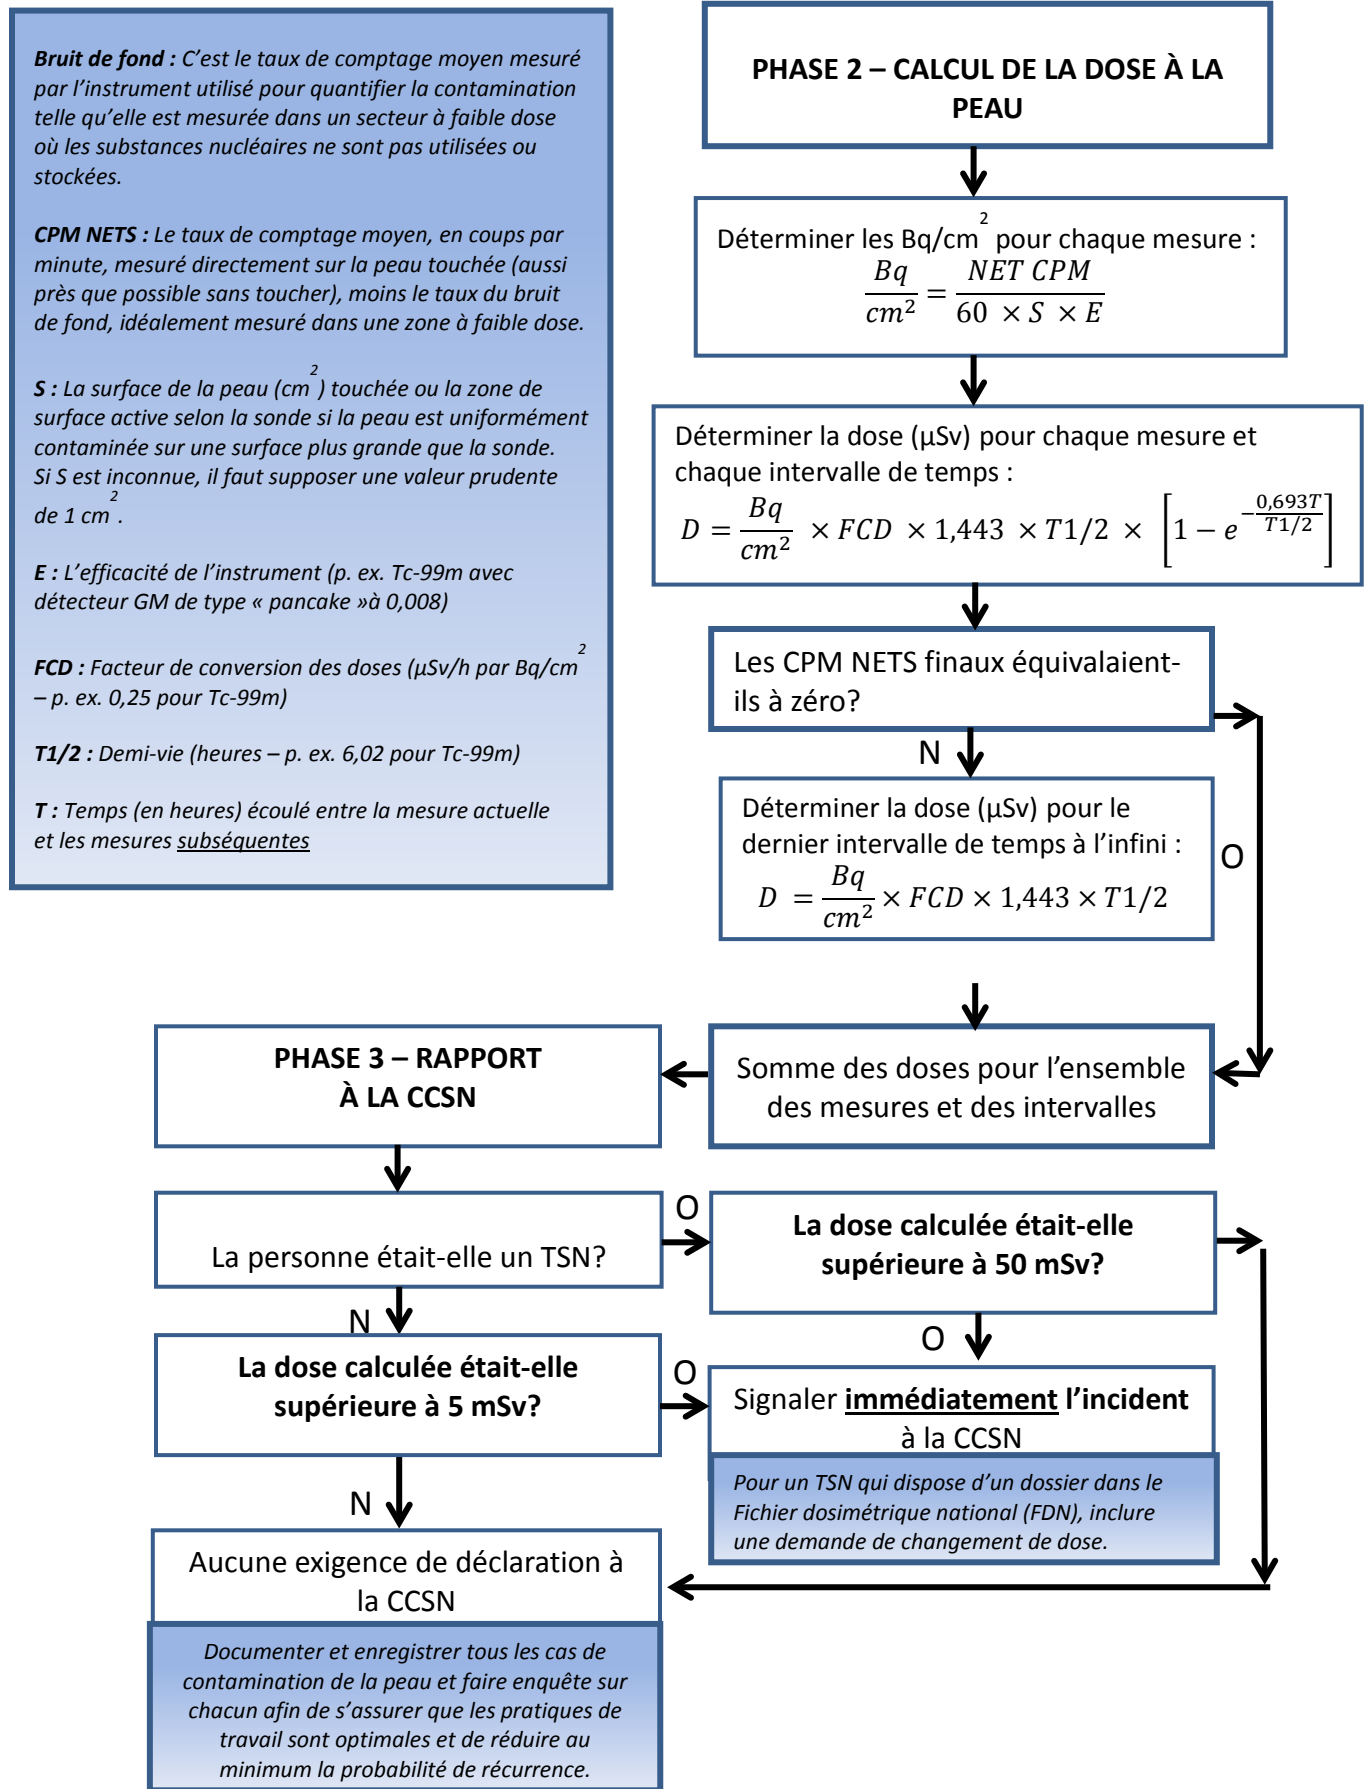 Bruit de fond : C’est le taux de comptage moyen mesuré
par l’instrument utilisé pour quantifier la contamination
telle qu’elle est mesurée dans un secteur à faible dose
où les substances nucléaires ne sont pas utilisées ou
stockées.
CPM NETS : Le taux de comptage moyen, en coups par
minute, mesuré directement sur la peau touchée (aussi
près que possible sans toucher), moins le taux du bruit
de fond, idéalement mesuré dans une zone à faible dose.
S : La surface de la peau (cm²) touchée ou la zone de
surface active selon la sonde si la peau est uniformément
contaminée sur une surface plus grande que la sonde.
Si S est inconnue, il faut supposer une valeur prudente
de 1 cm².
E : L’efficacité de l’instrument (p. ex. Tc-99m avec
détecteur GM de type « pancake »à 0,008)
FCD : Facteur de conversion des doses (µSv/h par Bq/cm²
– p. ex. 0,25 pour Tc-99m)
T1/2 : Demi-vie (heures – p. ex. 6,02 pour Tc-99m)
T : Temps (en heures) écoulé entre la mesure actuelle
et les mesures subséquentes
PHASE 2 – CALCUL DE LA DOSE À LA
PEAU
Déterminer les Bq/cm² pour chaque mesure :
Bq/cm² = NET CPM / (60 × S × E)
Déterminer la dose (µSv) pour chaque mesure et
chaque intervalle de temps :
D = Bq/cm² × FCD × 1,443 × T1/2 × [1 − e^(−0,693T/T1/2)]
Les CPM NETS finaux équivalaient-
ils à zéro?
N
O
Déterminer la dose (µSv) pour le
dernier intervalle de temps à l’infini :
D = Bq/cm² × FCD × 1,443 × T1/2
Somme des doses pour l’ensemble
des mesures et des intervalles
PHASE 3 – RAPPORT
À LA CCSN
La personne était-elle un TSN?
O
N
La dose calculée était-elle
supérieure à 50 mSv?
O
La dose calculée était-elle
supérieure à 5 mSv?
O
N
Signaler immédiatement l’incident
à la CCSN
Pour un TSN qui dispose d’un dossier dans le
Fichier dosimétrique national (FDN), inclure
une demande de changement de dose.
Aucune exigence de déclaration à
la CCSN
Documenter et enregistrer tous les cas de
contamination de la peau et faire enquête sur
chacun afin de s’assurer que les pratiques de
travail sont optimales et de réduire au
minimum la probabilité de récurrence.